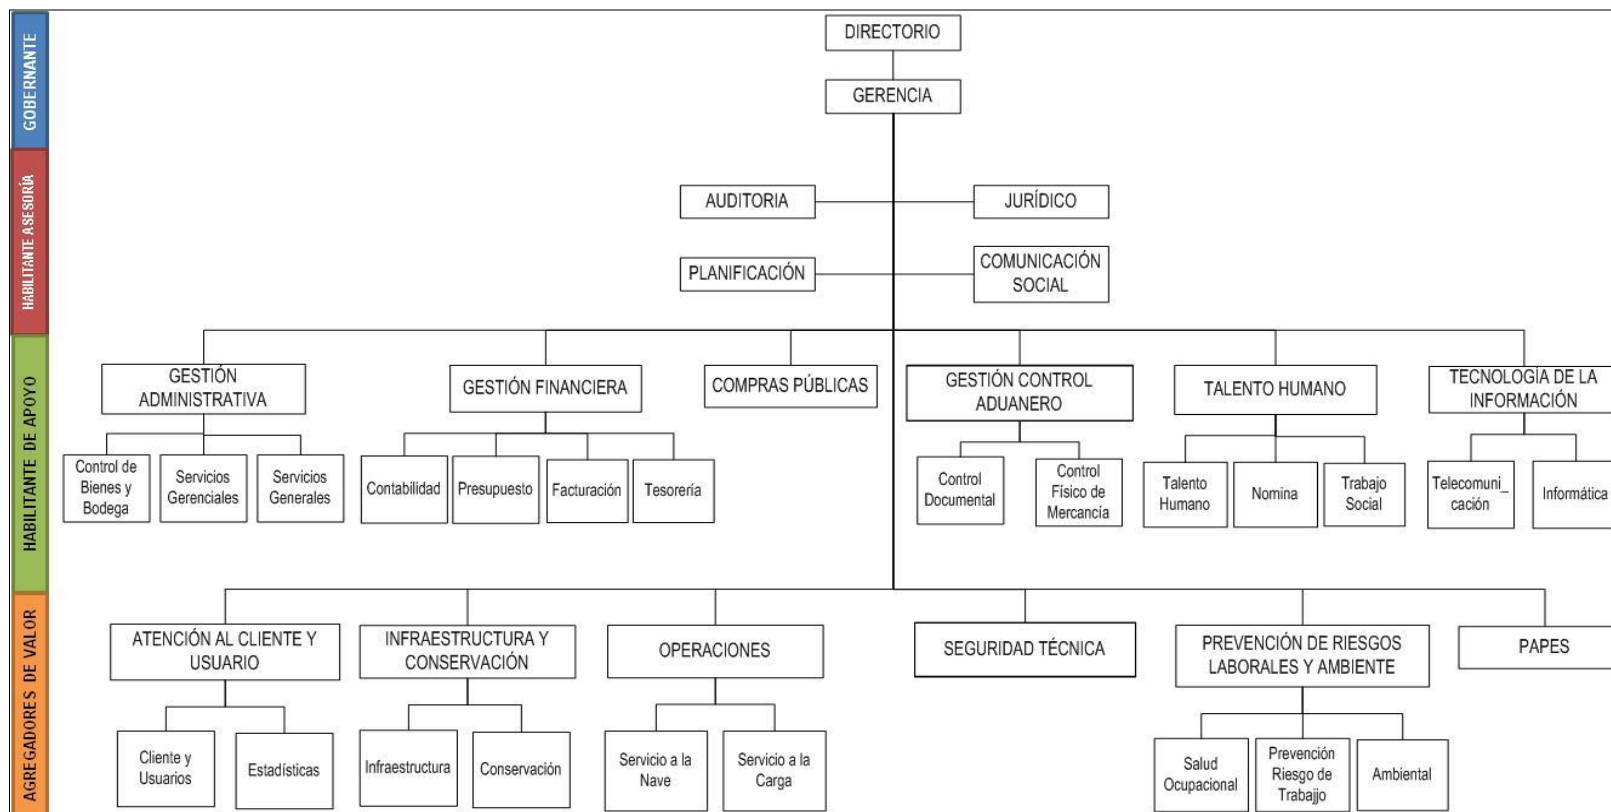 GOBERNANTE
DIRECTORIO
GERENCIA
HABILITANTE ASESORÍA
AUDITORIA
JURÍDICO
PLANIFICACIÓN
COMUNICACIÓN
SOCIAL
HABILITANTE DE APOYO
GESTIÓN
ADMINISTRATIVA
GESTIÓN FINANCIERA
COMPRAS PÚBLICAS
GESTIÓN CONTROL
ADUANERO
TALENTO HUMANO
TECNOLOGÍA DE LA
INFORMACIÓN
Control de
Bienes y
Bodega
Servicios
Gerenciales
Servicios
Generales
Contabilidad
Presupuesto
Facturación
Tesorería
Control
Documental
Control
Físico de
Mercancía
Talento
Humano
Nomina
Trabajo
Social
Telecomuni_
cación
Informática
AGREGADORES DE VALOR
ATENCIÓN AL CLIENTE Y
USUARIO
INFRAESTRUCTURA Y
CONSERVACIÓN
OPERACIONES
SEGURIDAD TÉCNICA
PREVENCIÓN DE RIESGOS
LABORALES Y AMBIENTE
PAPES
Cliente y
Usuarios
Estadísticas
Infraestructura
Conservación
Servicio a la
Nave
Servicio a la
Carga
Salud
Ocupacional
Prevención
Riesgo de
Trabajjo
Ambiental